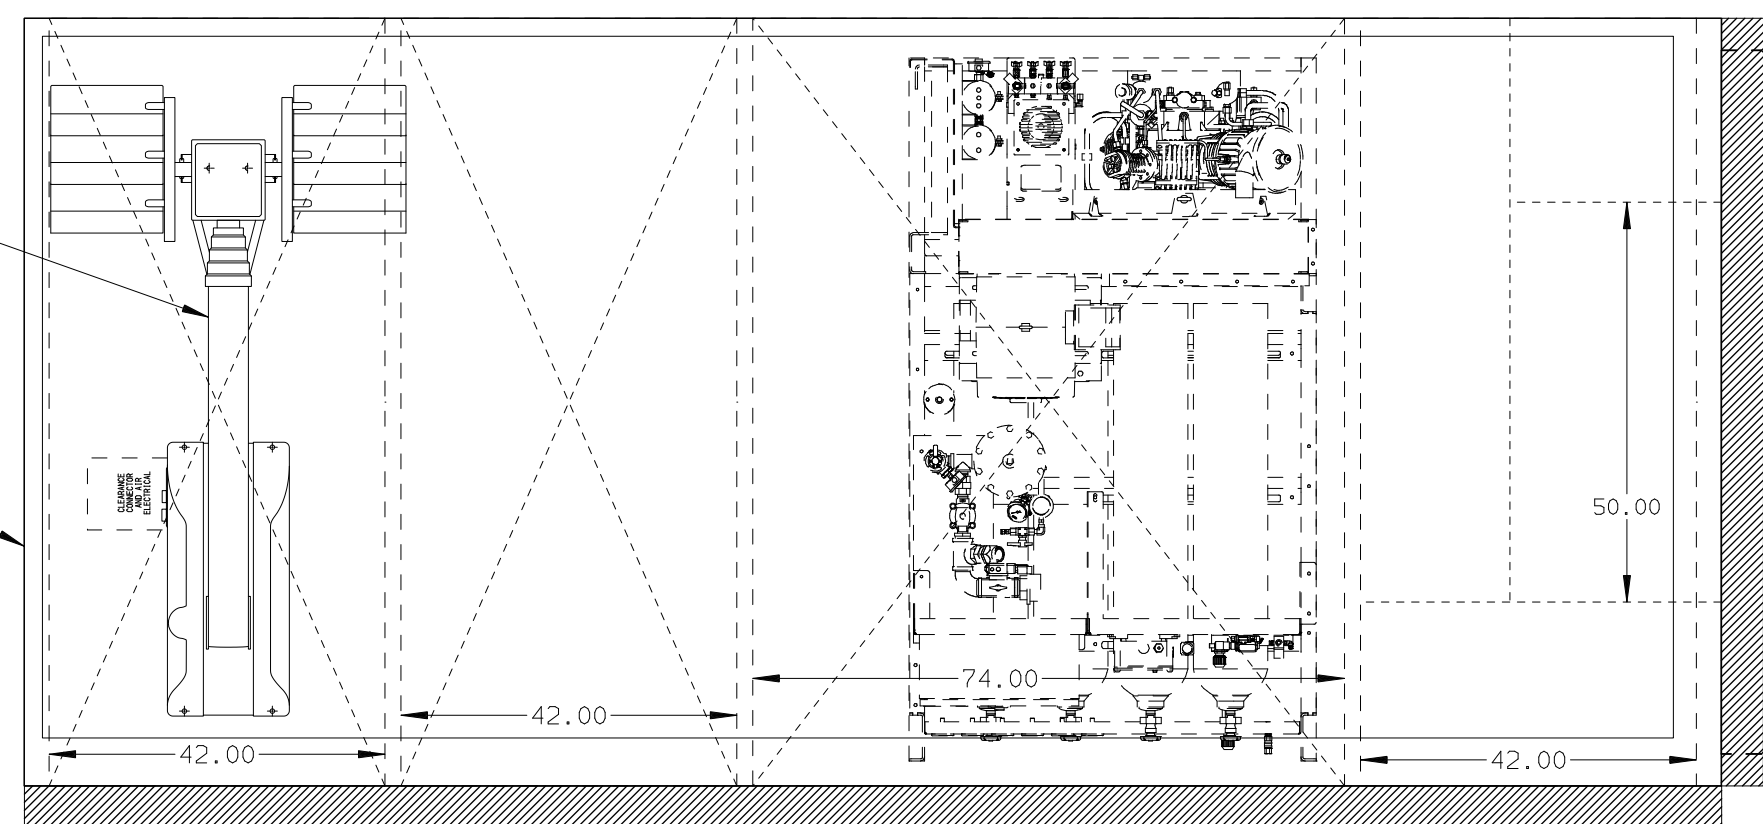 CLEARANCE
CONNECTOR
AND AIR
ELECTRICAL
50.00
74.00
42.00
42.00
42.00